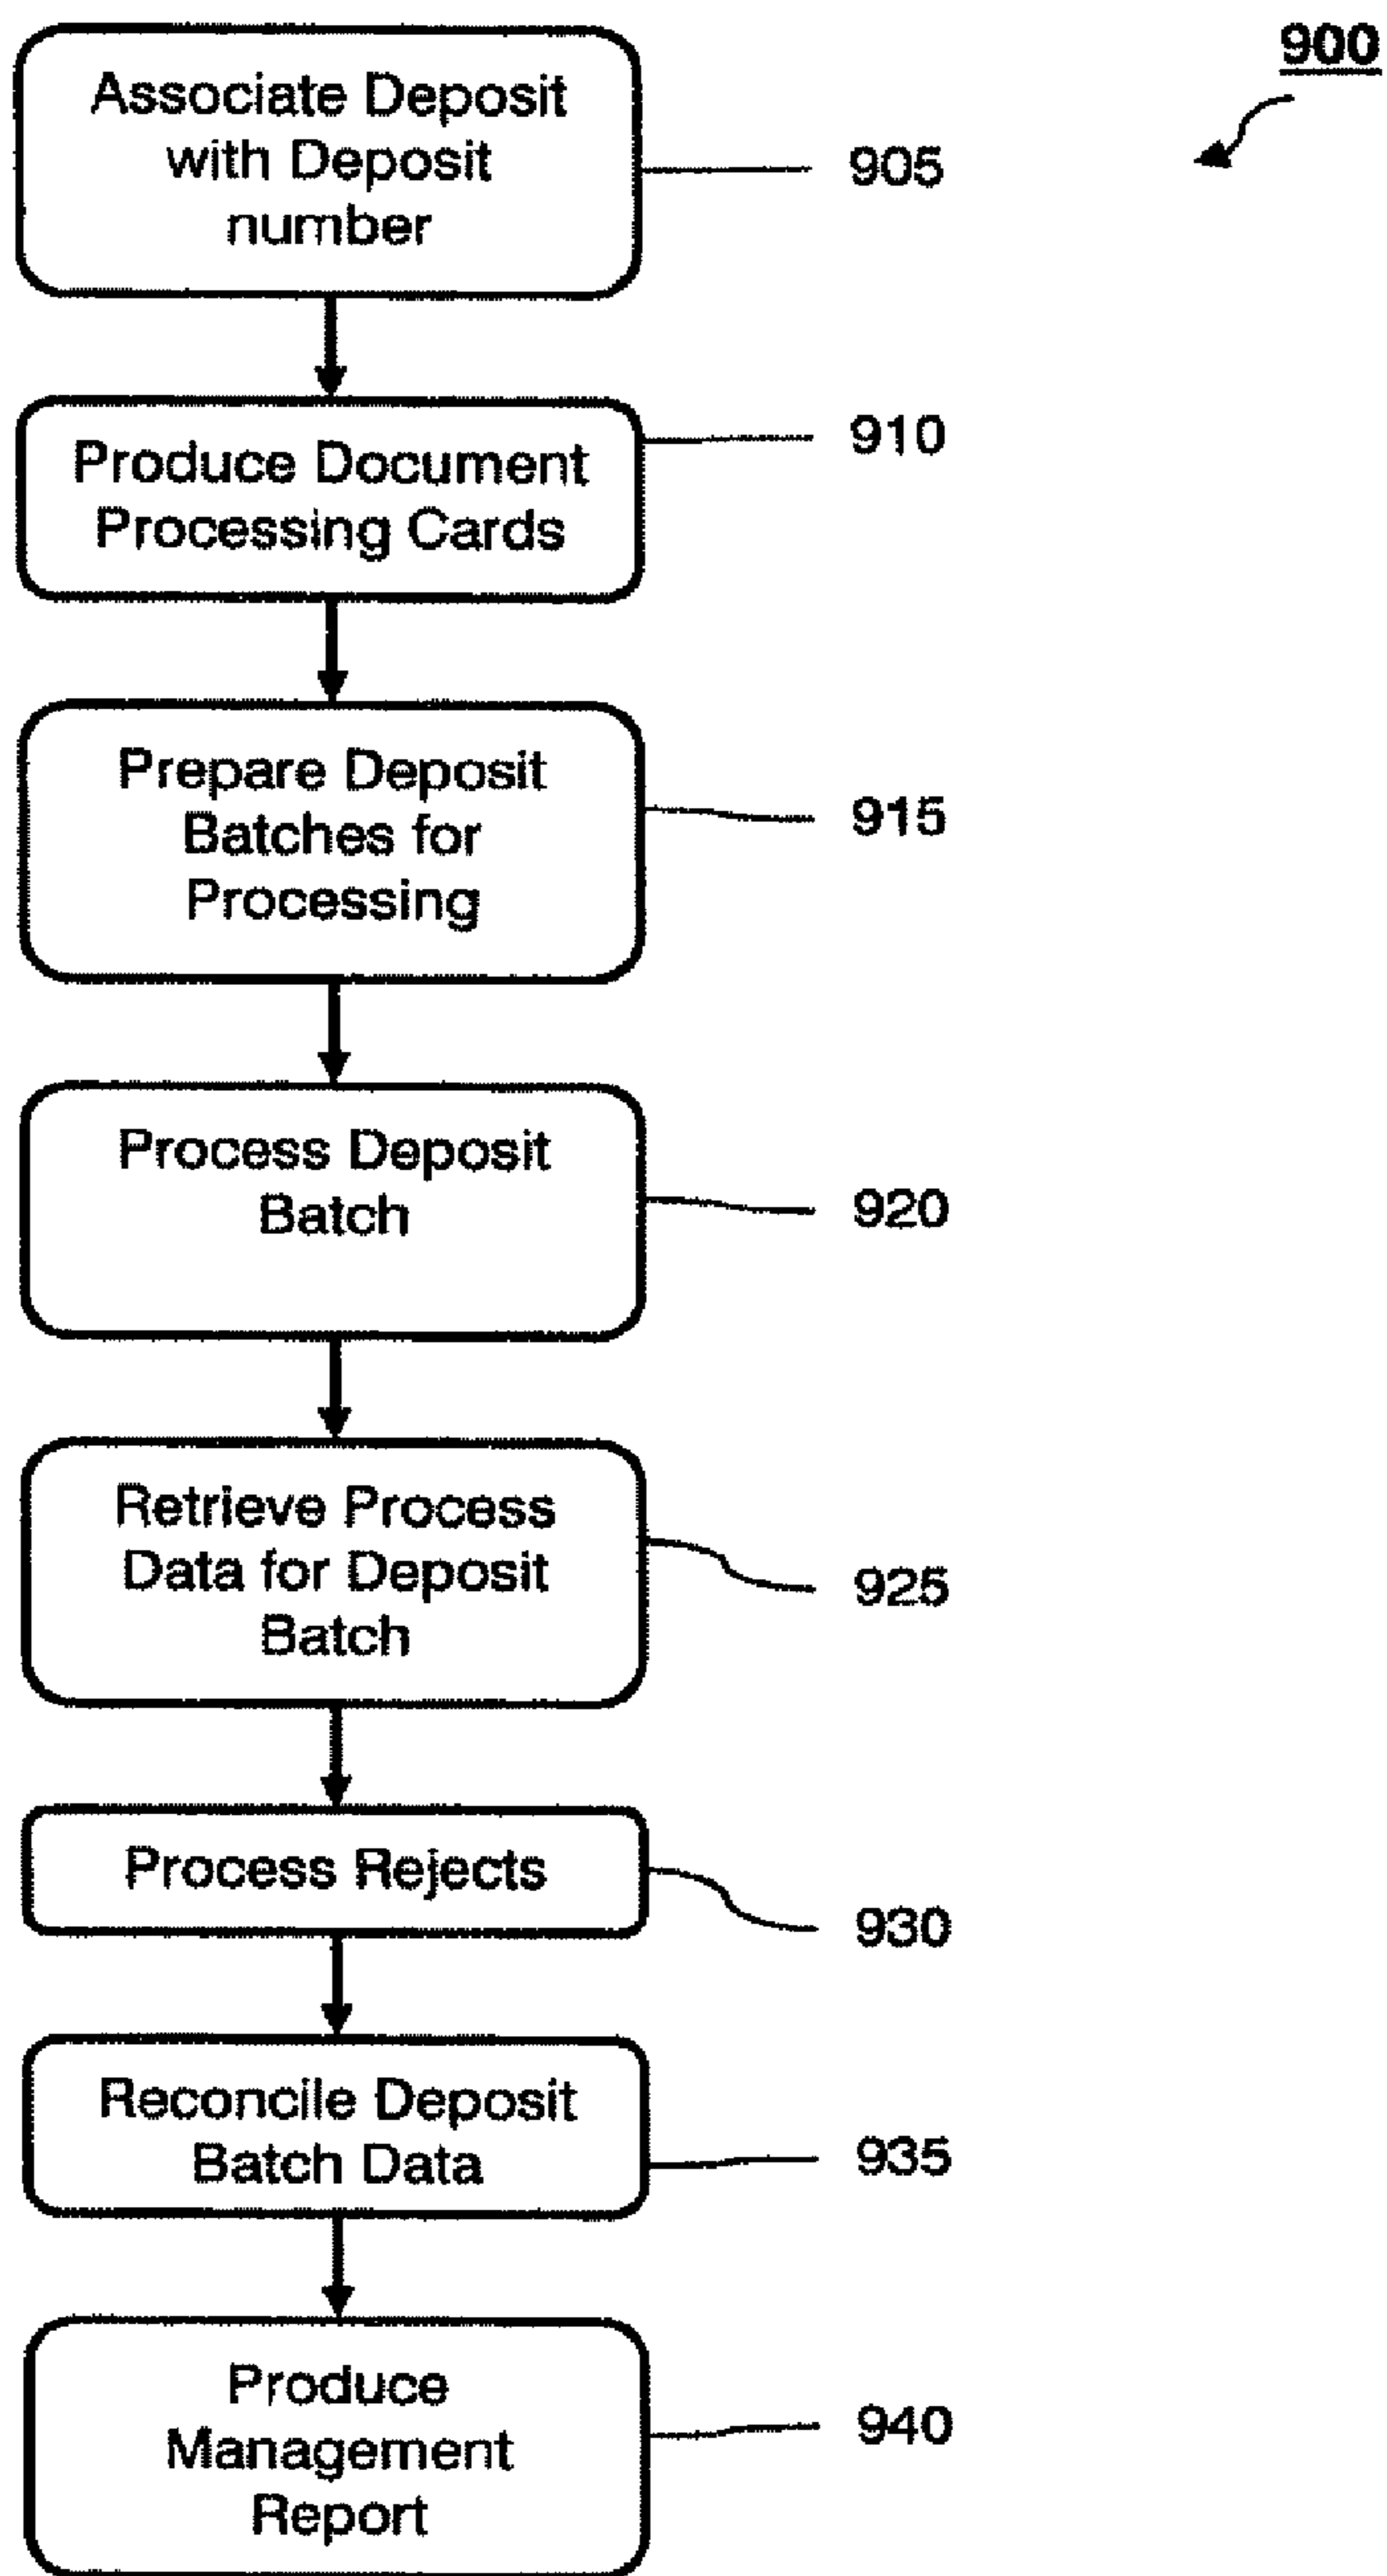 900
Associate Deposit
with Deposit
number
905
Produce Document
Processing Cards
910
Prepare Deposit
Batches for
Processing
915
Process Deposit
Batch
920
Retrieve Process
Data for Deposit
Batch
925
Process Rejects
930
Reconcile Deposit
Batch Data
935
Produce
Management
Report
940